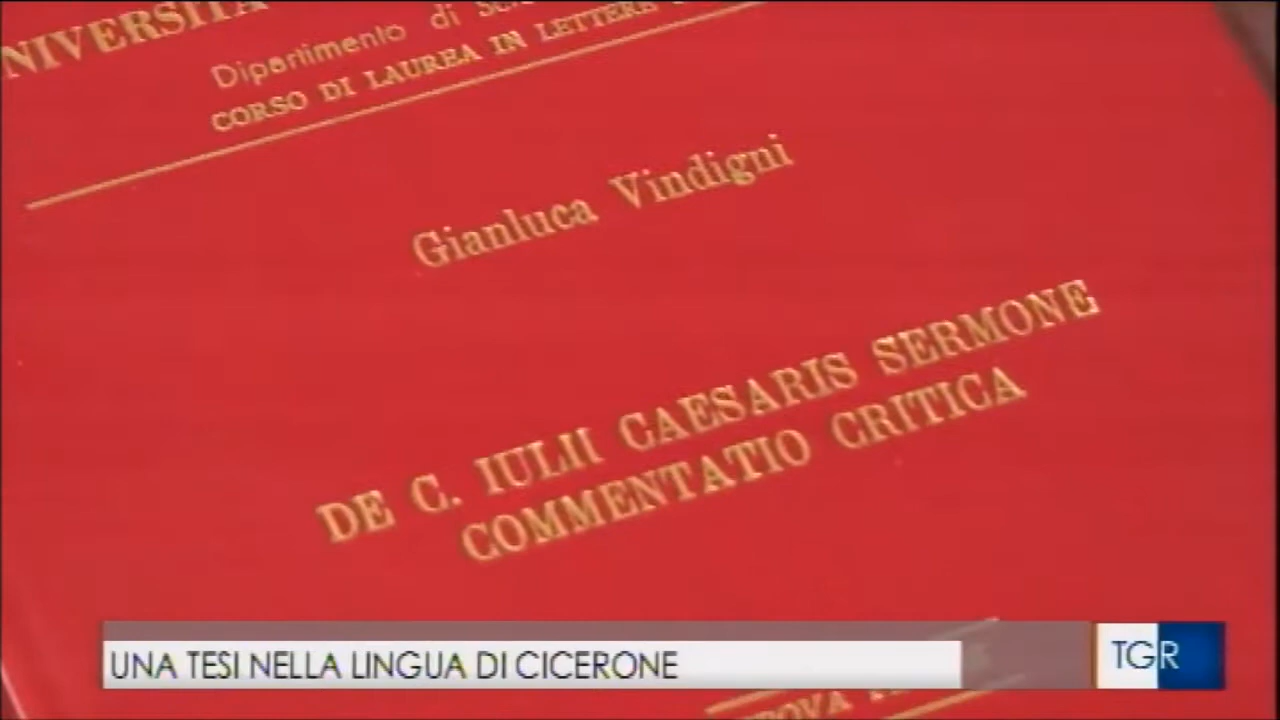 NIVERSITÀ
Dipartimento di
CORSO DI LAUREA IN LETTERE
Gianluca Vindigni
DE C. IULII CAESARIS SERMONE
COMMENTATIO CRITICA
UNA TESI NELLA LINGUA DI CICERONE
TGR